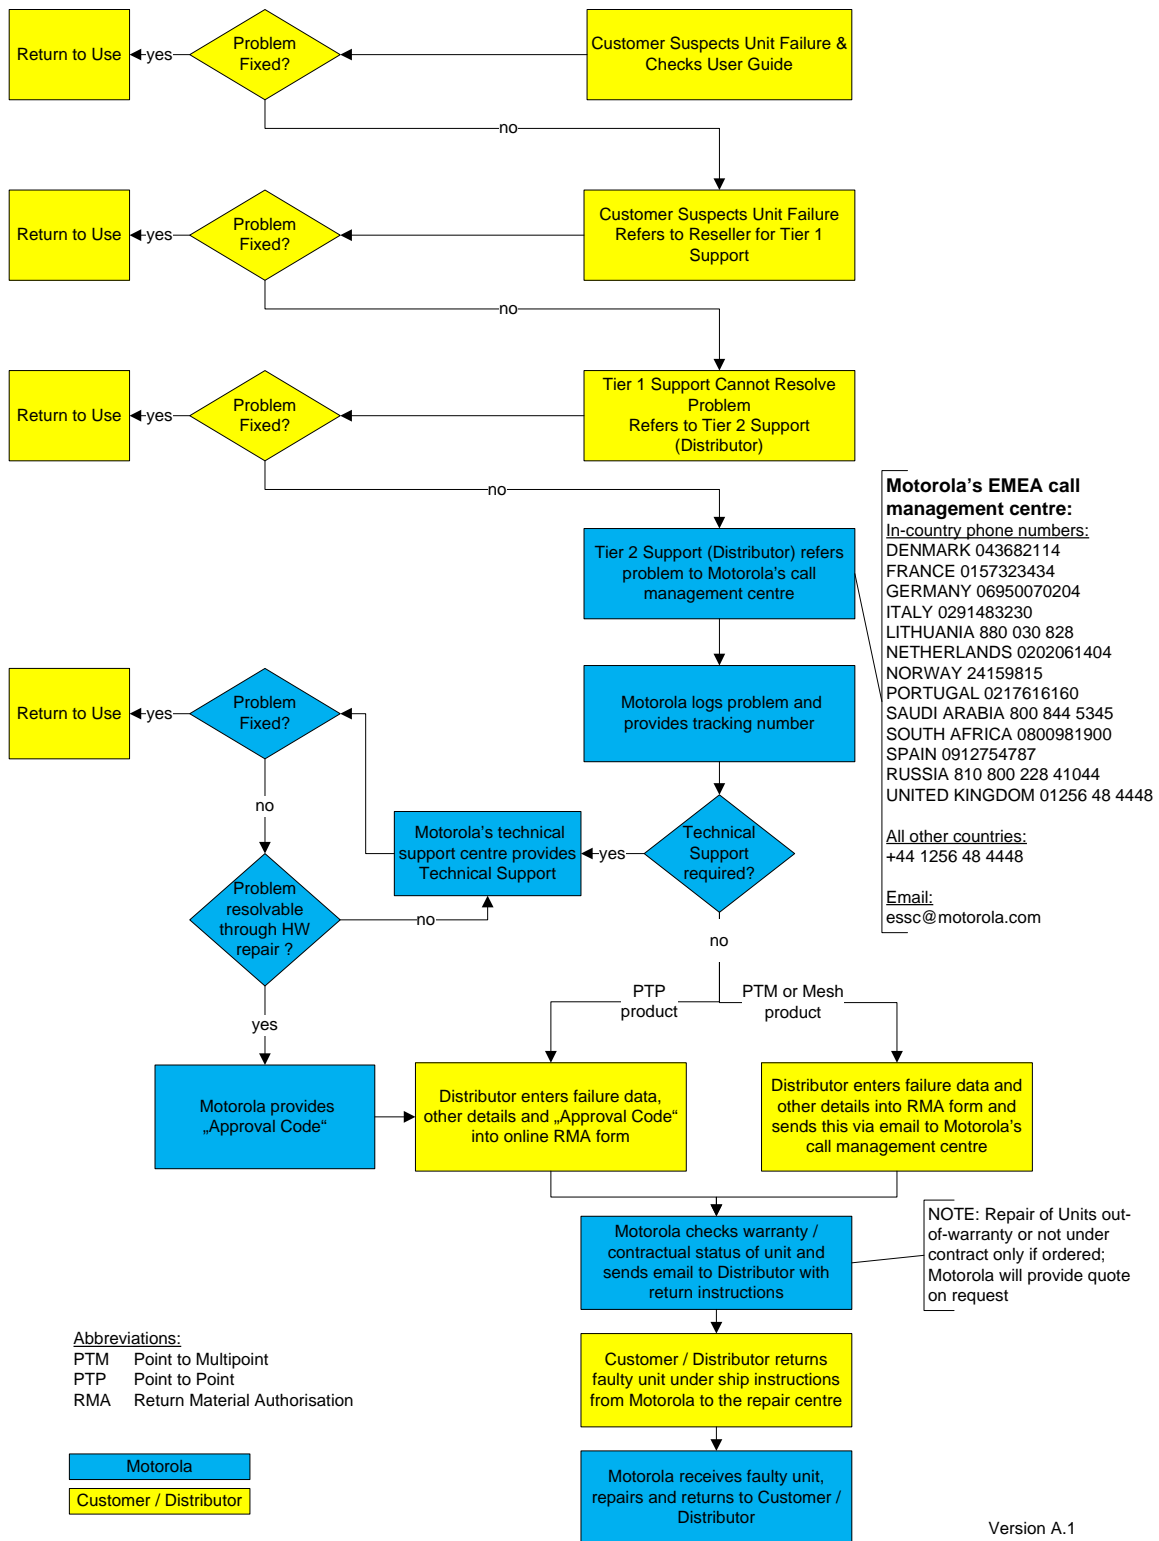 Return to Use
yes
Problem
Fixed?
Customer Suspects Unit Failure &
Checks User Guide
no
Return to Use
yes
Problem
Fixed?
Customer Suspects Unit Failure
Refers to Reseller for Tier 1
Support
no
Return to Use
yes
Problem
Fixed?
Tier 1 Support Cannot Resolve
Problem
Refers to Tier 2 Support
(Distributor)
no
Tier 2 Support (Distributor) refers
problem to Motorola's call
management centre
Motorola's EMEA call
management centre:
In-country phone numbers:
DENMARK 043682114
FRANCE 0157323434
GERMANY 06950070204
ITALY 0291483230
LITHUANIA 880 030 828
NETHERLANDS 0202061404
NORWAY 24159815
PORTUGAL 0217616160
SAUDI ARABIA 800 844 5345
SOUTH AFRICA 0800981900
SPAIN 0912754787
RUSSIA 810 800 228 41044
UNITED KINGDOM 01256 48 4448
All other countries:
+44 1256 48 4448
Email:
essc@motorola.com
Motorola logs problem and
provides tracking number
Return to Use
yes
Problem
Fixed?
no
Motorola's technical
support centre provides
Technical Support
yes
Technical
Support
required?
Problem
resolvable
through HW
repair ?
no
no
yes
PTP
product
PTM or Mesh
product
Motorola provides
„Approval Code“
Distributor enters failure data,
other details and „Approval Code“
into online RMA form
Distributor enters failure data and
other details into RMA form and
sends this via email to Motorola's
call management centre
Motorola checks warranty /
contractual status of unit and
sends email to Distributor with
return instructions
NOTE: Repair of Units out-
of-warranty or not under
contract only if ordered;
Motorola will provide quote
on request
Abbreviations:
PTM Point to Multipoint
PTP Point to Point
RMA Return Material Authorisation
Customer / Distributor returns
faulty unit under ship instructions
from Motorola to the repair centre
Motorola
Customer / Distributor
Motorola receives faulty unit,
repairs and returns to Customer /
Distributor
Version A.1